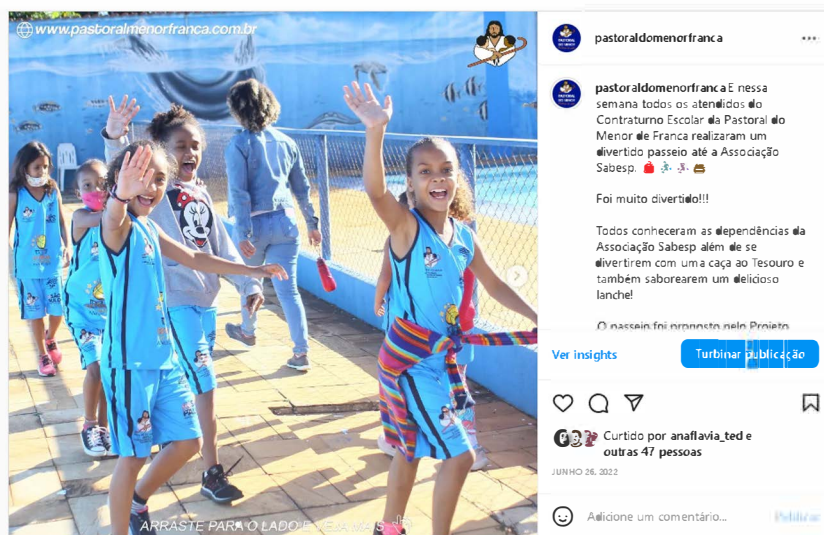 www.pastoralmenorfranca.com.br
ARRASTE PARA O LADO E VEJA MAIS
pastoraldomenorfranca
pastoraldomenorfranca E nessa
semana todos os atendidos do
Contraturno Escolar da Pastoral do
Menor de Franca realizaram um
divertido passeio até a Associação
Sabesp.
Foi muito divertido!!!
Todos conheceram as dependências da
Associação Sabesp além de se
divertirem com uma caça ao Tesouro e
também saborearem um delicioso
lanche!
O passeio foi proposto pelo Projeto
Ver insights
Turbinar publicação
Curtido por anaflavia_ted e
outras 47 pessoas
JUNHO 26, 2022
Adicione um comentário...
Publicar